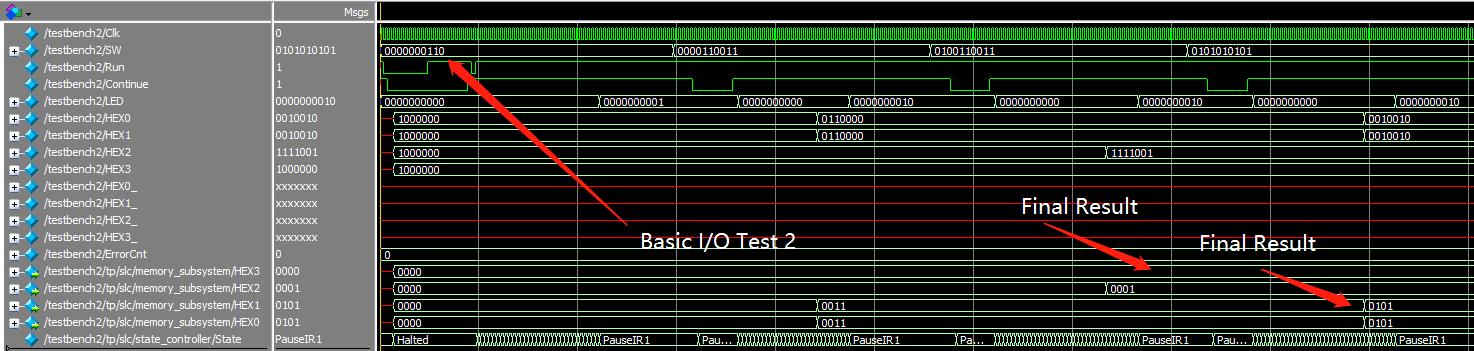 Msgs
/testbench2/Clk 0
/testbench2/SW 0101010101 0000000110 0000110011 0100110011 0101010101
/testbench2/Run 1
/testbench2/Continue 1
/testbench2/LED 0000000010 0000000000 0000000001 0000000000 0000000010 0000000000 0000000010 0000000000 0000000010
/testbench2/HEX0 0010010 1000000 0110000 0010010
/testbench2/HEX1 0010010 1000000 0110000 0010010
/testbench2/HEX2 1111001 1000000 1111001
/testbench2/HEX3 1000000 1000000
/testbench2/HEX0_ xxxxxxx
/testbench2/HEX1_ xxxxxxx
/testbench2/HEX2_ xxxxxxx
Final Result
/testbench2/HEX3_ xxxxxxx
Basic I/O Test 2
Final Result
/testbench2/ErrorCnt 0 0
/testbench2/tp/slc/memory_subsystem/HEX3 0000 0000
/testbench2/tp/slc/memory_subsystem/HEX2 0001 0000 0001
/testbench2/tp/slc/memory_subsystem/HEX1 0101 0000 0011 0101
/testbench2/tp/slc/memory_subsystem/HEX0 0101 0000 0011 0101
/testbench2/tp/slc/state_controller/State PauseIR1 Halted PauseIR1 Pau... PauseIR1 Pa... PauseIR1 Pau... PauseIR1